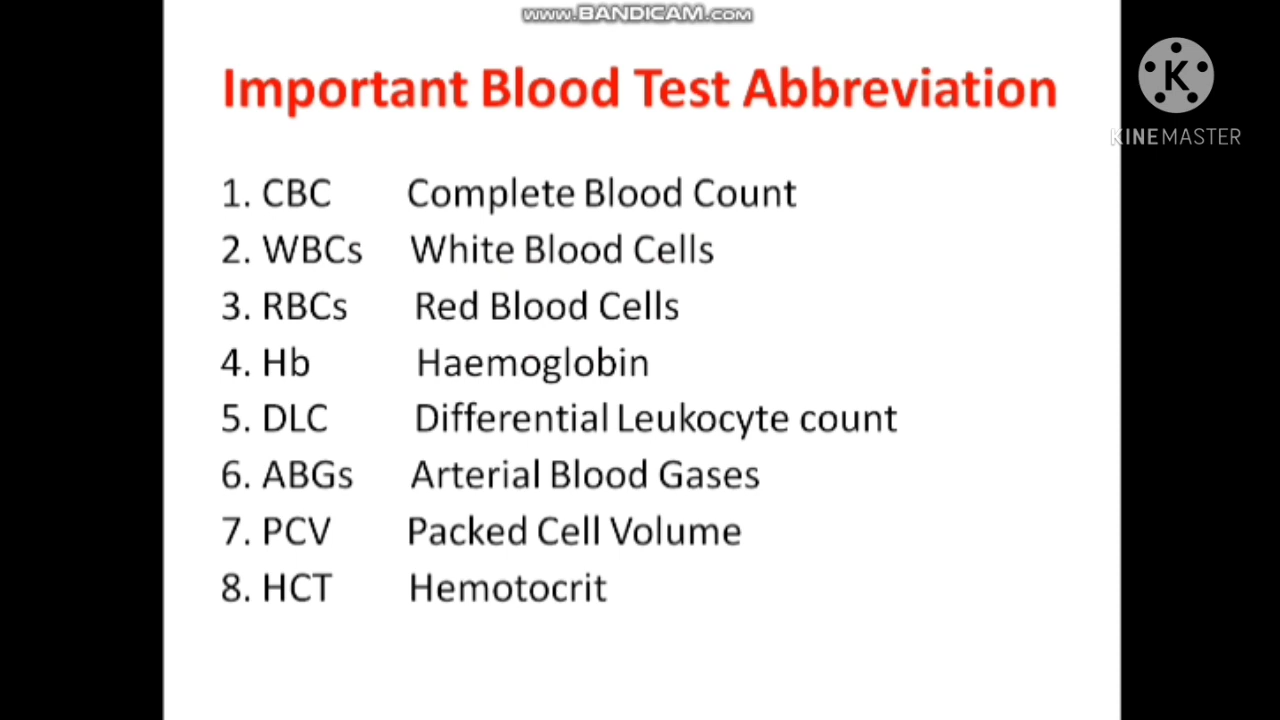 www.BANDICAM.com
Important Blood Test Abbreviation
K
KINEMASTER
1. CBC Complete Blood Count
2. WBCs White Blood Cells
3. RBCs Red Blood Cells
4. Hb Haemoglobin
5. DLC Differential Leukocyte count
6. ABGs Arterial Blood Gases
7. PCV Packed Cell Volume
8. HCT Hemotocrit